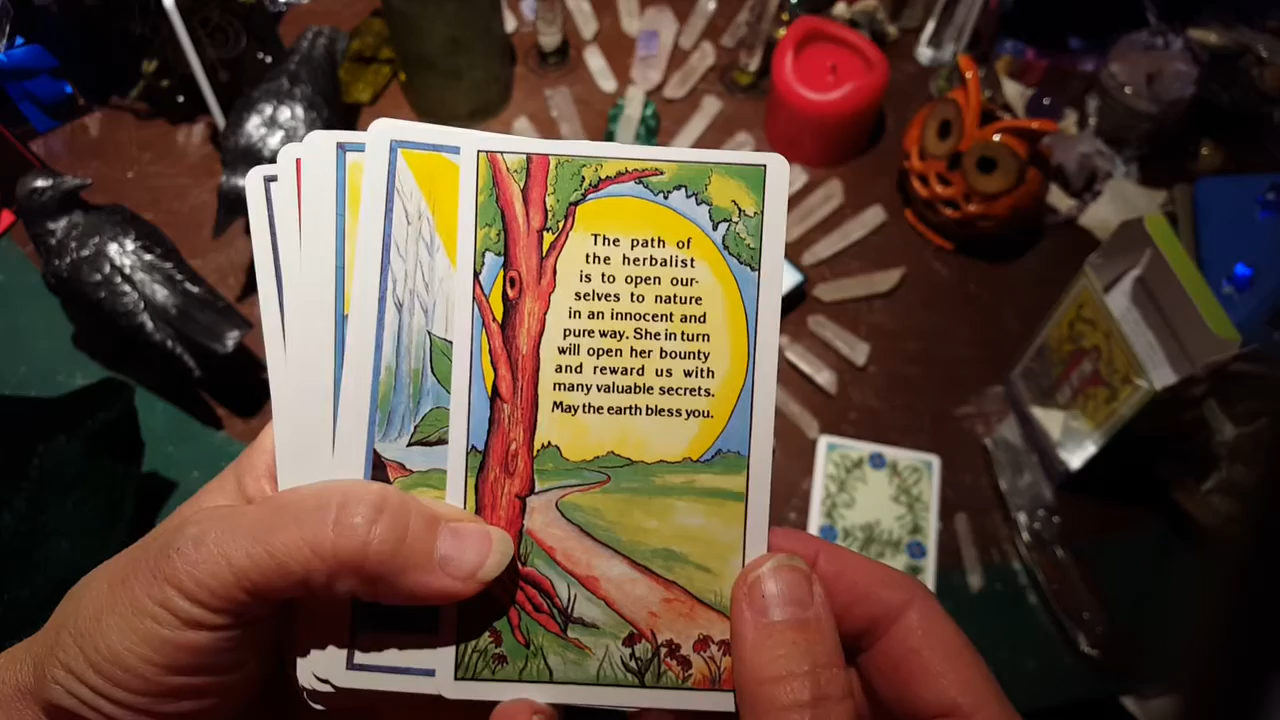 The path of
the herbalist
is to open our-
selves to nature
in an innocent and
pure way. She in turn
will open her bounty
and reward us with
many valuable secrets.
May the earth bless you.